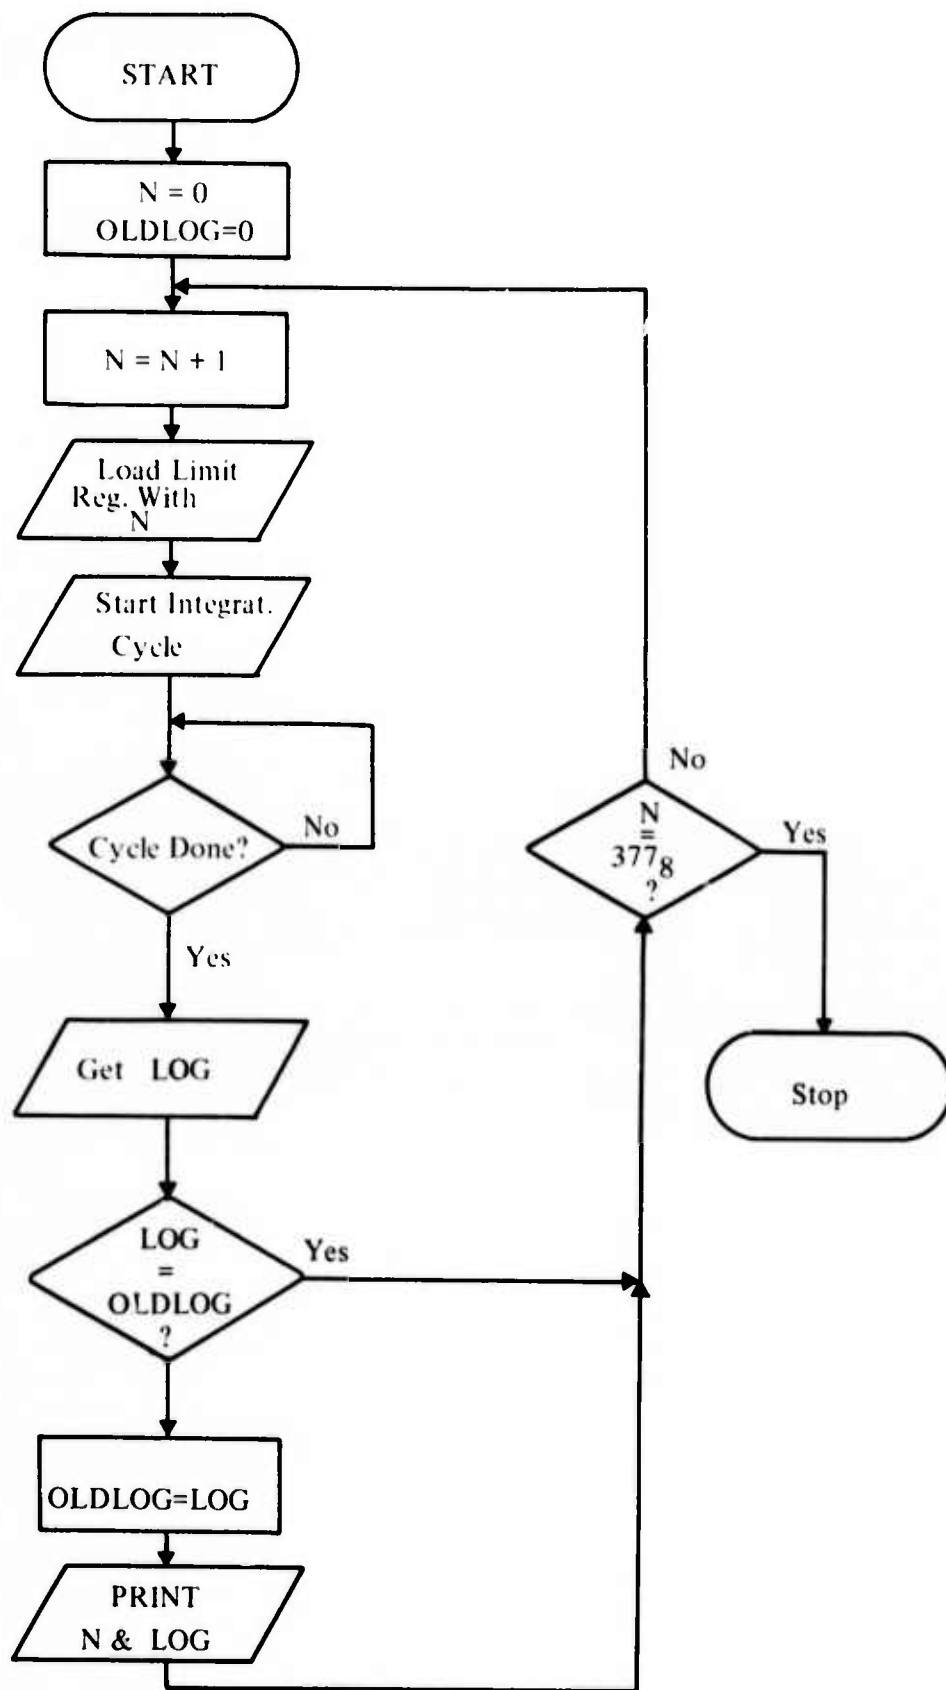 START
N = 0
OLDLOG=0
N = N + 1
Load Limit
Reg. With
N
Start Integrat.
Cycle
Cycle Done?
No
Yes
Get LOG
LOG
=
OLDLOG
?
Yes
OLDLOG=LOG
PRINT
N & LOG
No
N
=
377₈
?
Yes
Stop